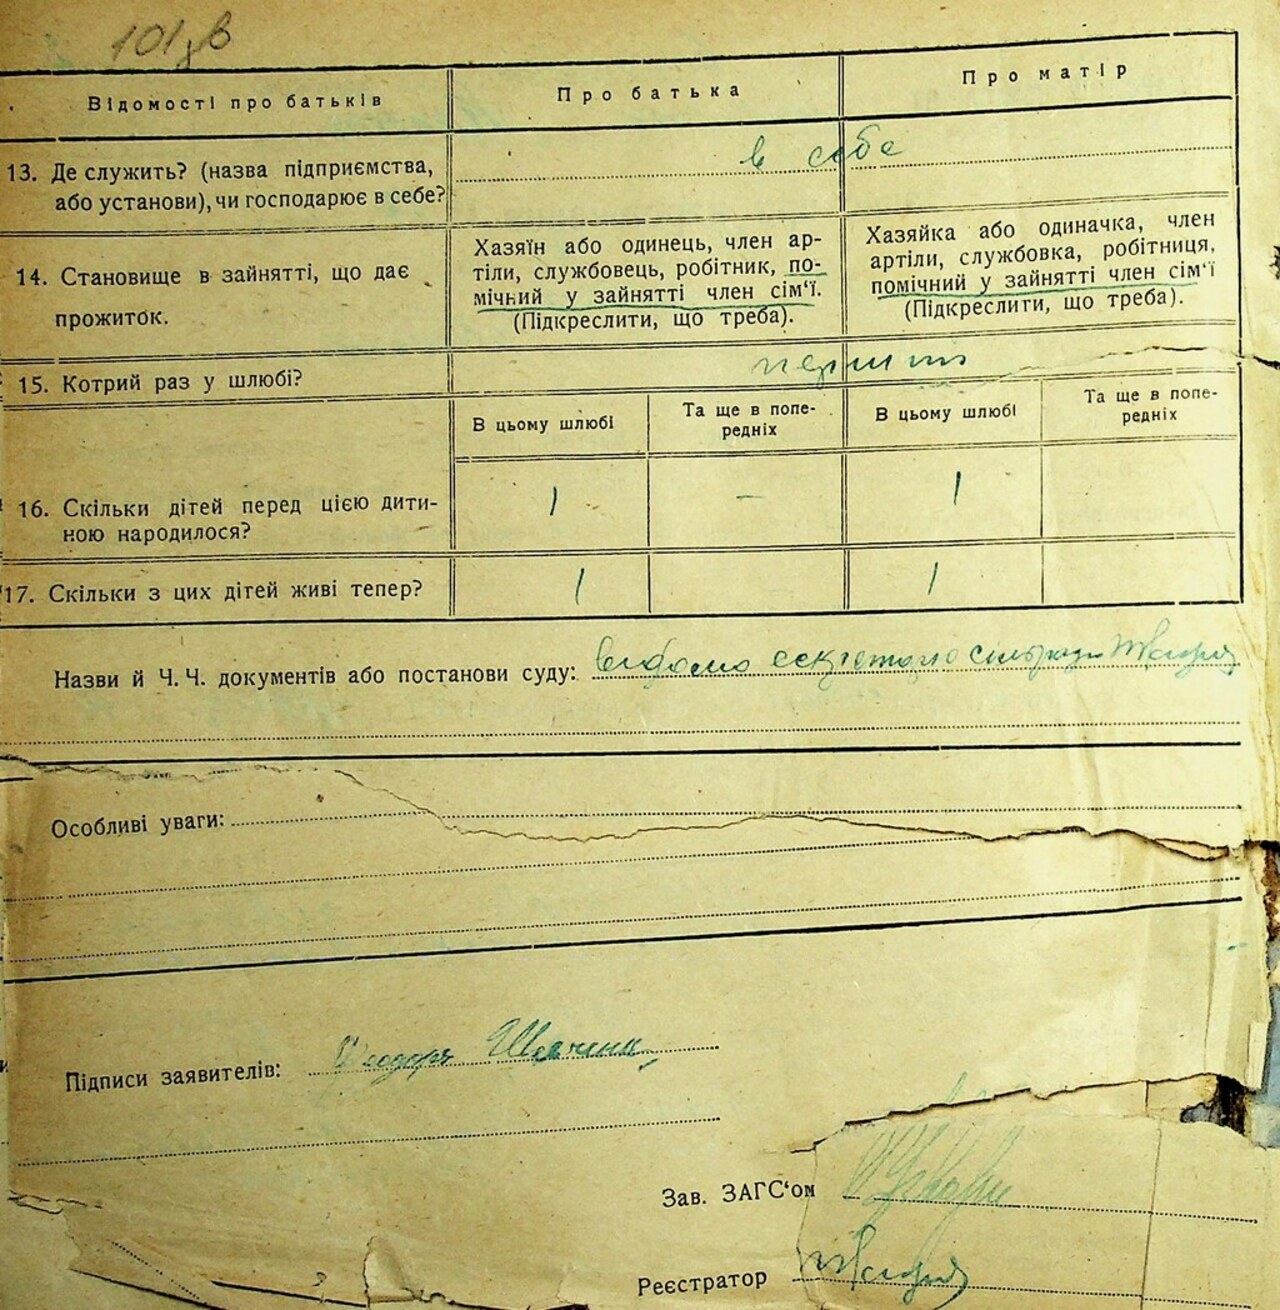 101зв
Відомості про батьків
Про батька
Про матір
13. Де служить? (назва підприємства,
або установи), чи господарює в себе?
в себе
14. Становище в зайнятті, що дає
прожиток.
Хазяїн або одинець, член ар-
тіли, службовець, робітник, по-
мічний у зайнятті член сім‘ї.
(Підкреслити, що треба).
Хазяйка або одиначка, член
артіли, службовка, робітниця,
помічний у зайнятті член сім‘ї
(Підкреслити, що треба).
15. Котрий раз у шлюбі?
В цьому шлюбі
Та ще в попе-
редніх
В цьому шлюбі
Та ще в попе-
редніх
16. Скільки дітей перед цією дити-
ною народилося?
1
–
1
17. Скільки з цих дітей живі тепер?
1
1
Назви й Ч. Ч. документів або постанови суду: відомо секретарю сільради
Особливі уваги:
Підписи заявителів:
Зав. ЗАГС‘ом
Реєстратор